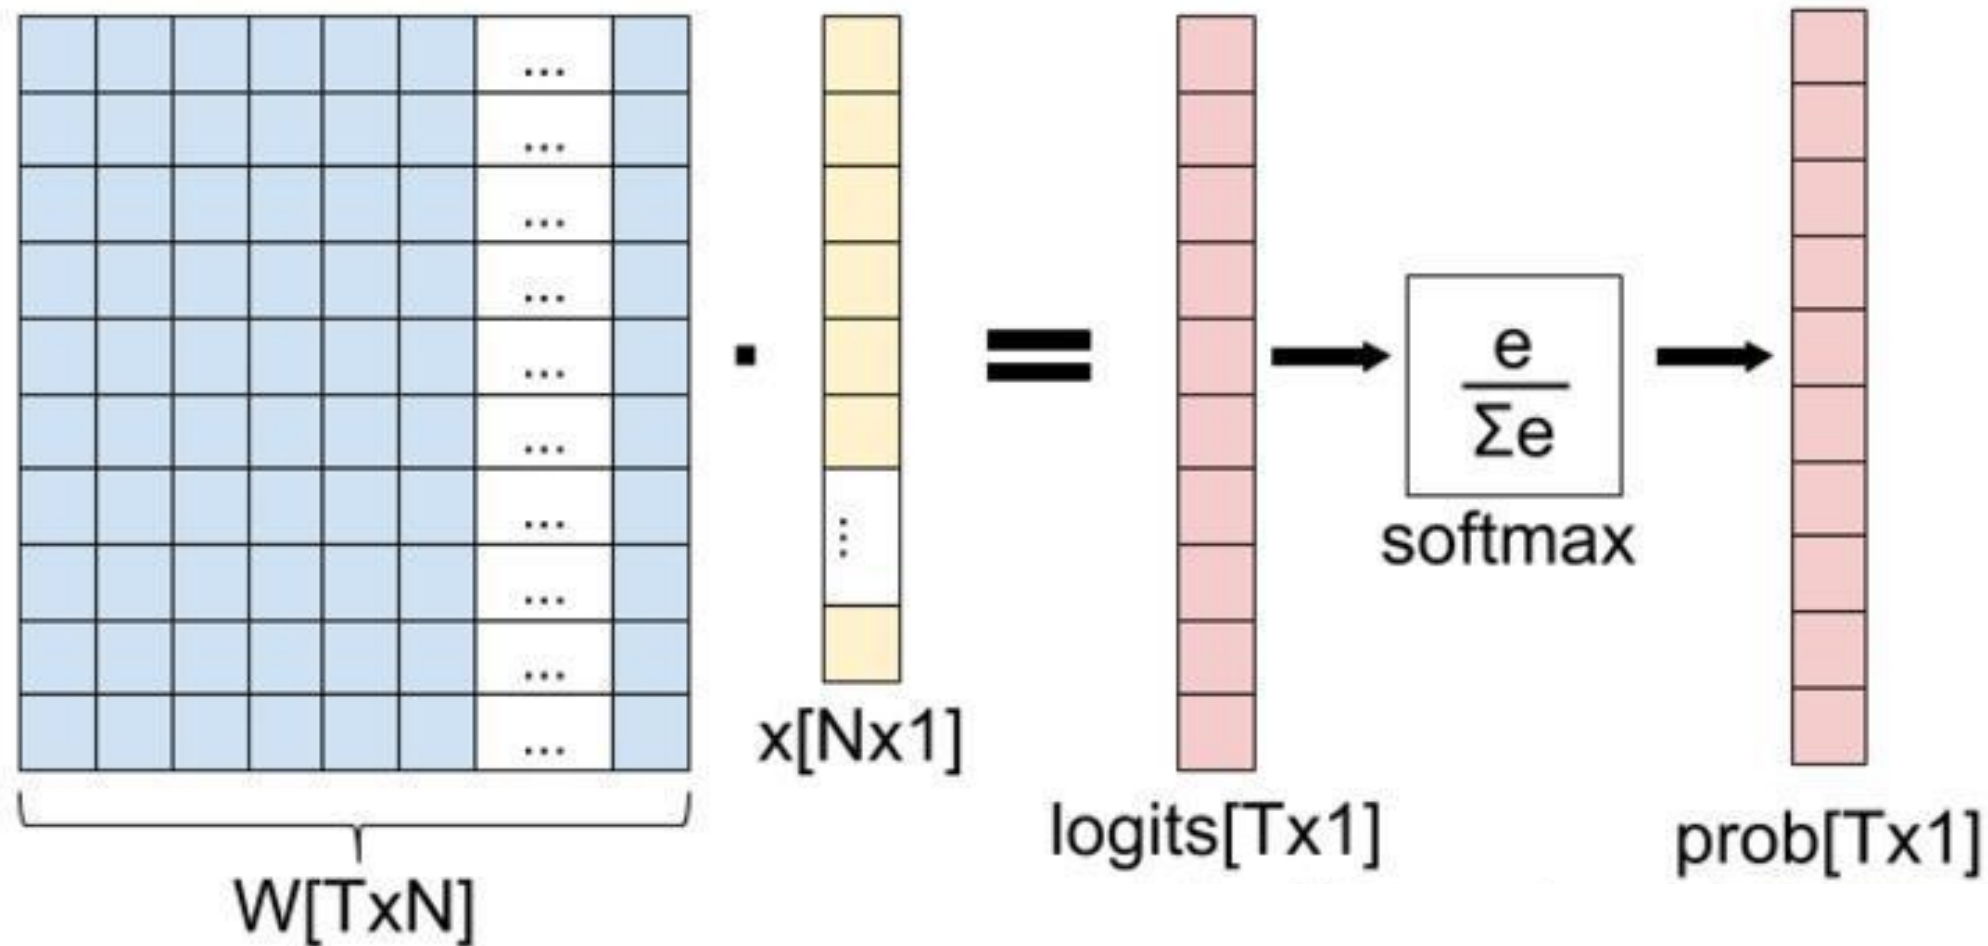 ...
...
...
...
...
...
...
...
...
...
W[TxN]
.
...
x[Nx1]
=
logits[Tx1]
e
Σe
softmax
prob[Tx1]